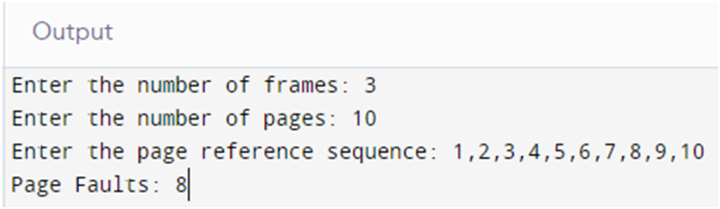 Output
Enter the number of frames: 3
Enter the number of pages: 10
Enter the page reference sequence: 1,2,3,4,5,6,7,8,9,10
Page Faults: 8